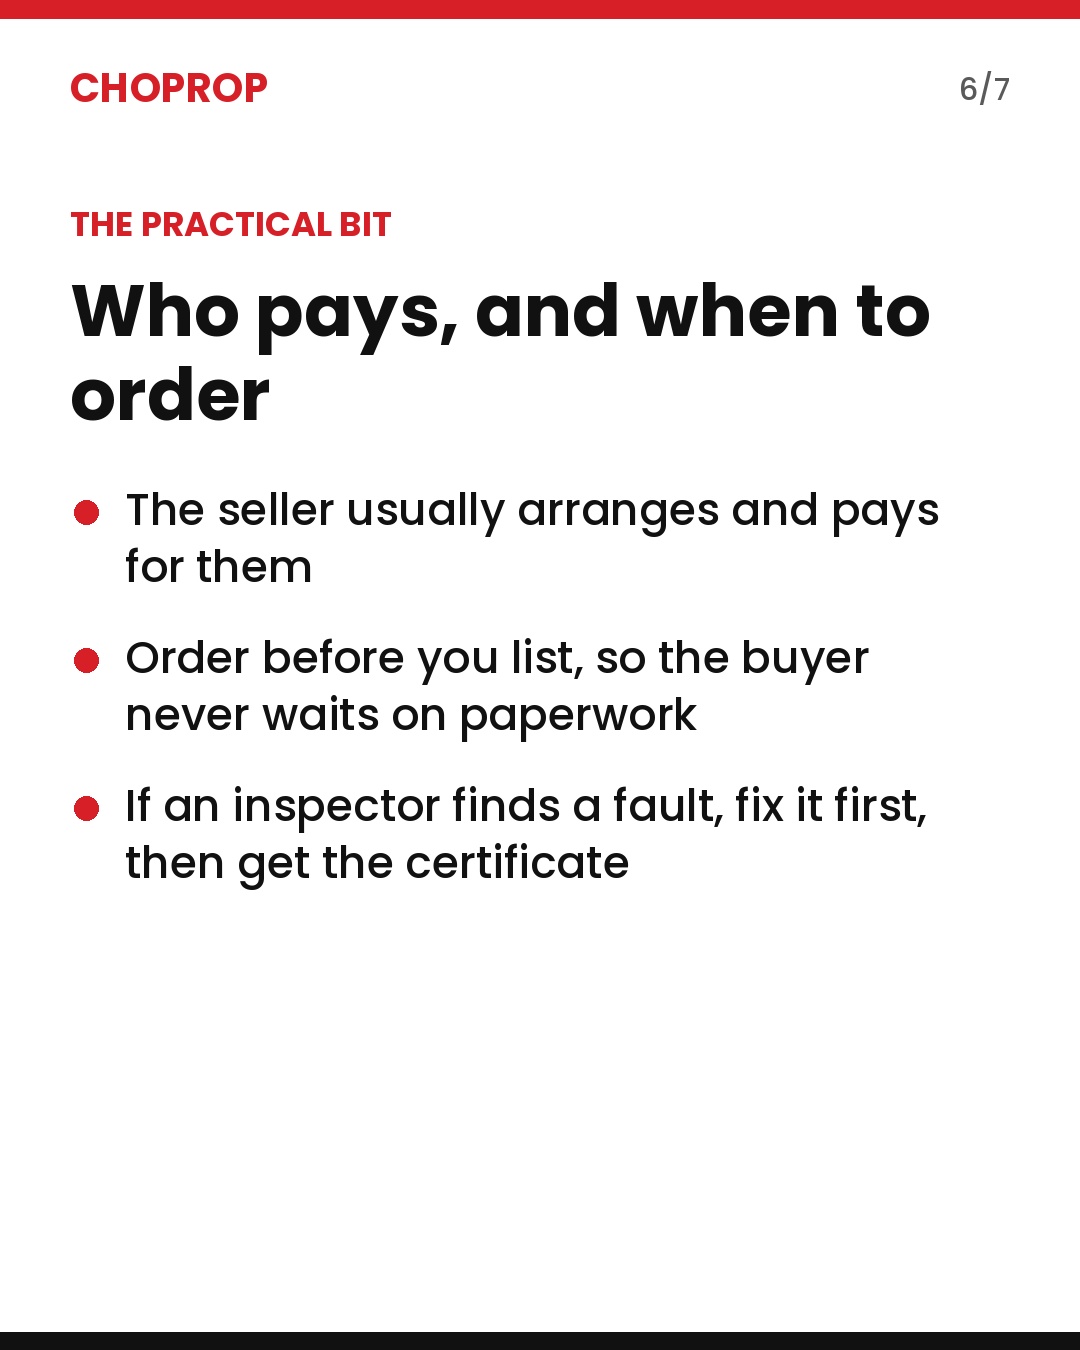 CHOPROP
6/7
THE PRACTICAL BIT
Who pays, and when to
order
The seller usually arranges and pays
for them
Order before you list, so the buyer
never waits on paperwork
If an inspector finds a fault, fix it first,
then get the certificate